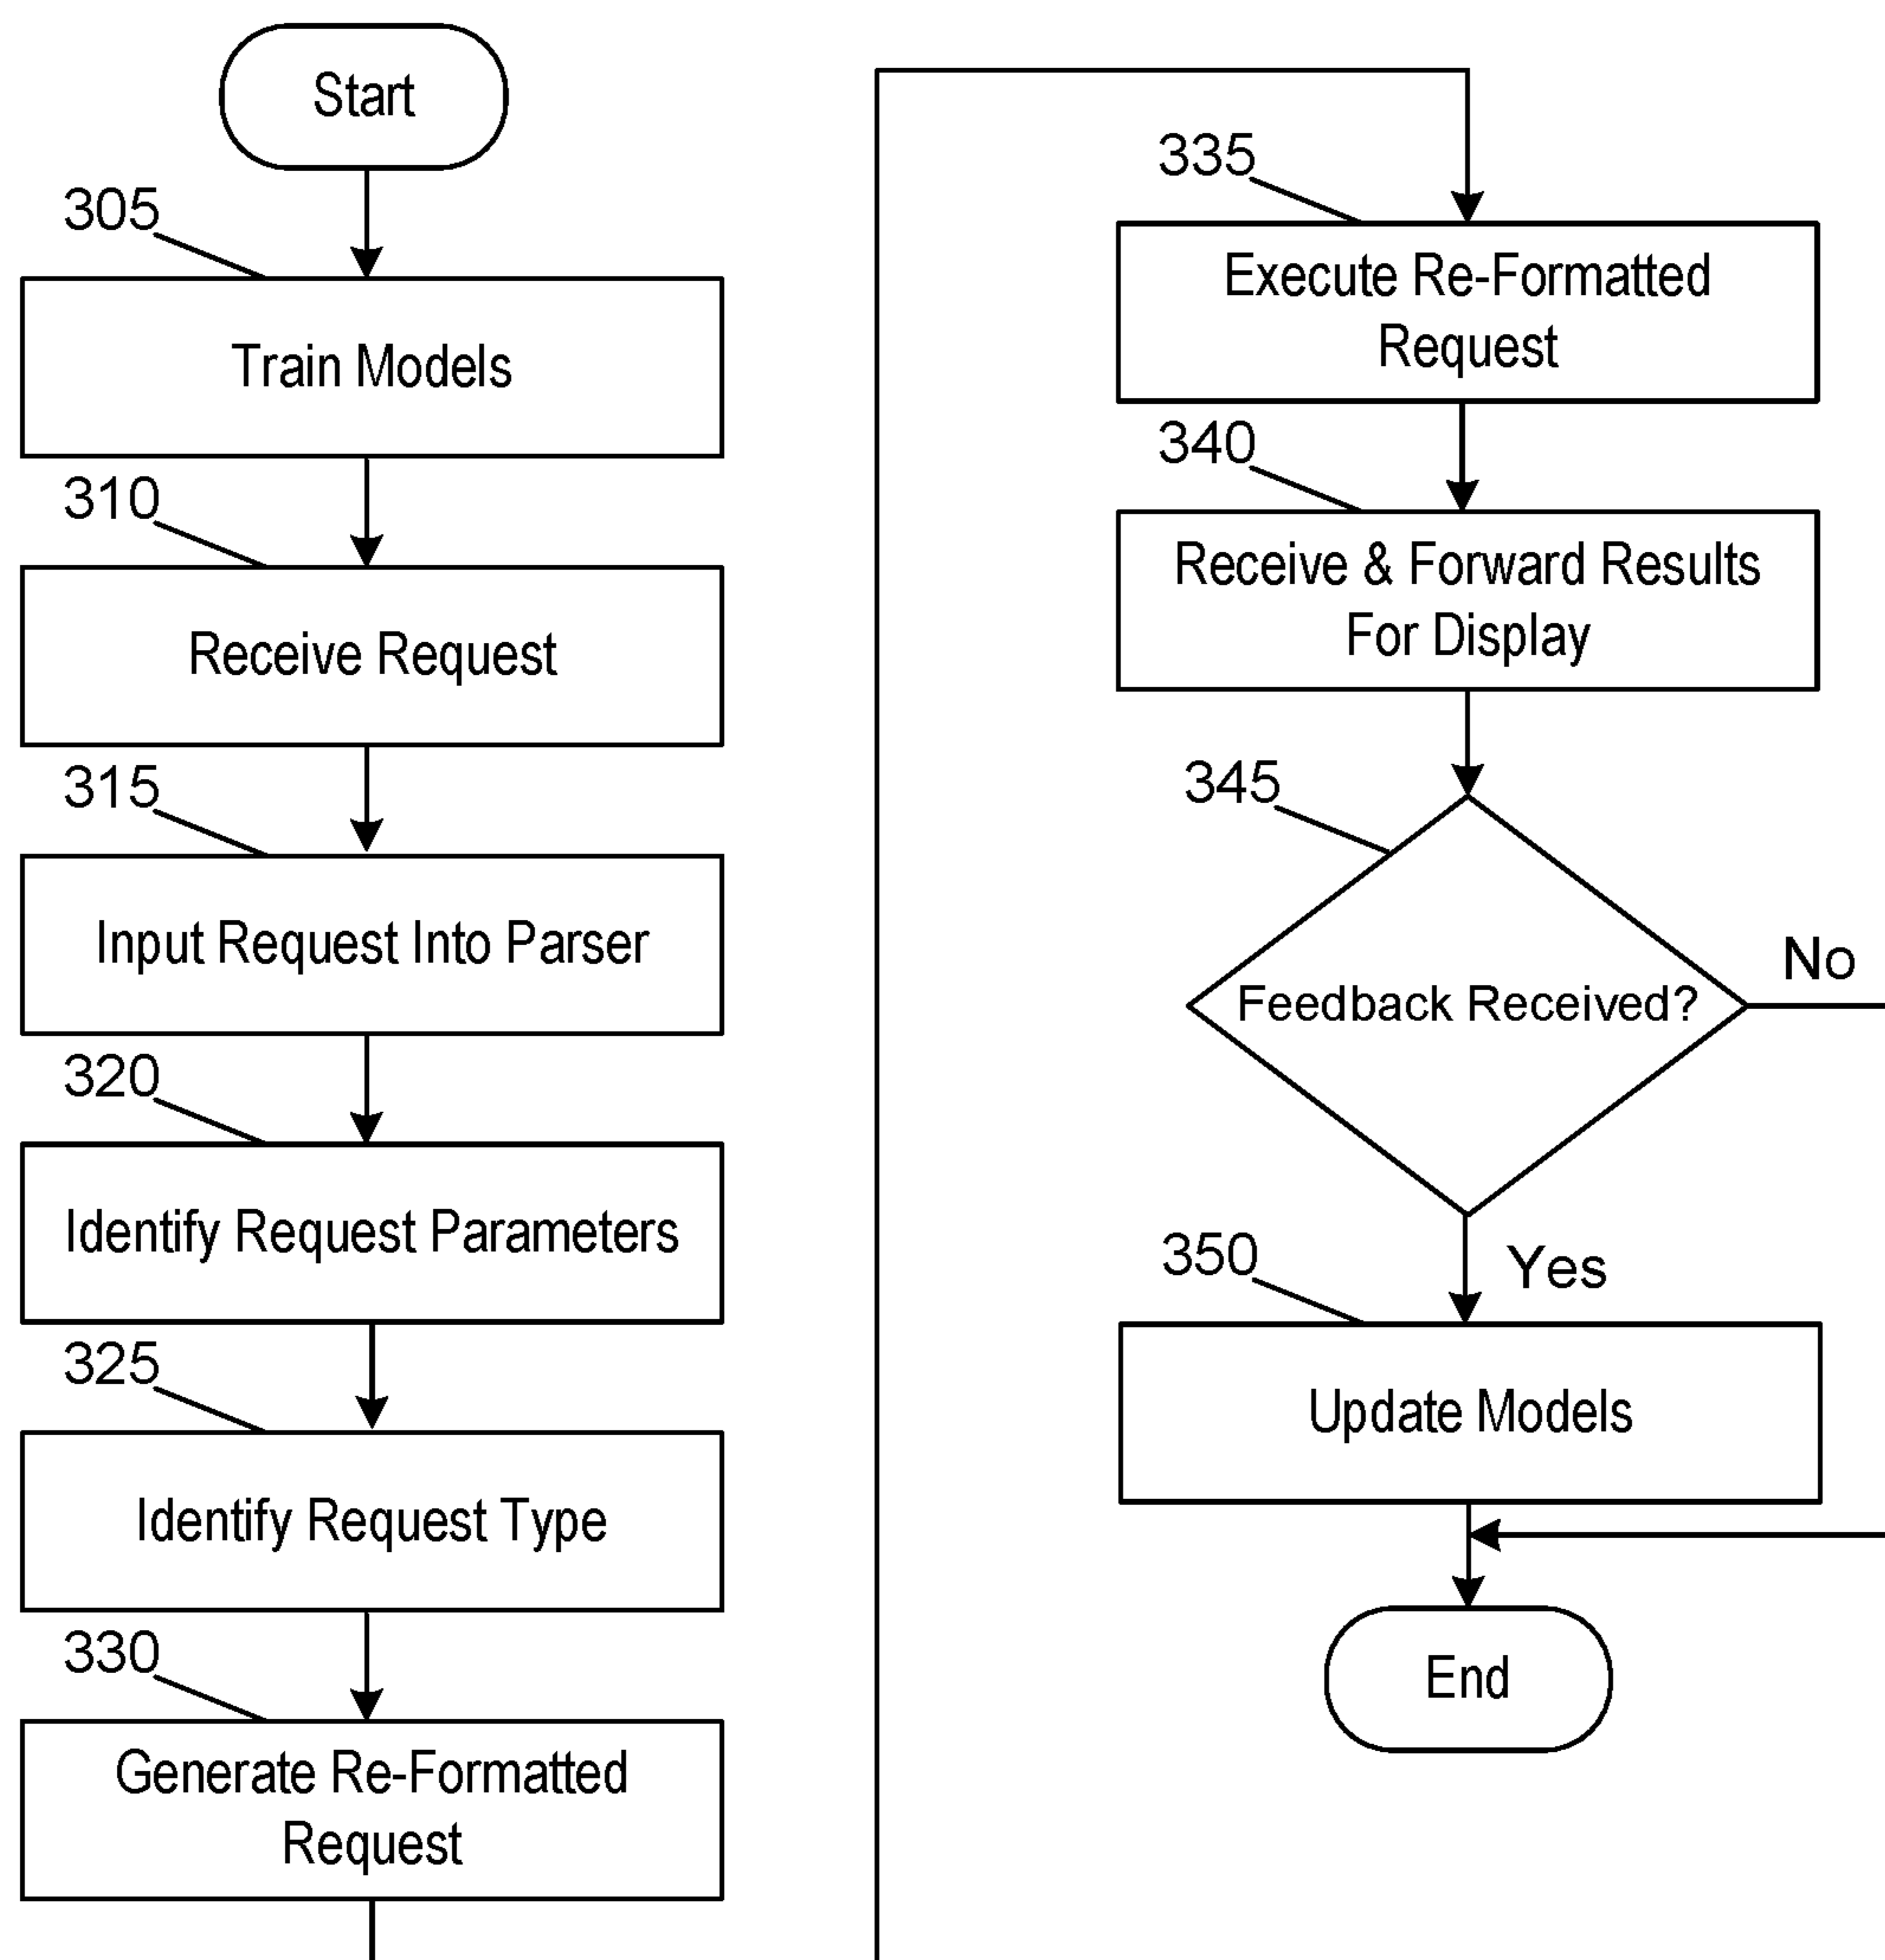 Start
305
Train Models
310
Receive Request
315
Input Request Into Parser
320
Identify Request Parameters
325
Identify Request Type
330
Generate Re-Formatted
Request
335
Execute Re-Formatted
Request
340
Receive & Forward Results
For Display
345
Feedback Received?
No
Yes
350
Update Models
End